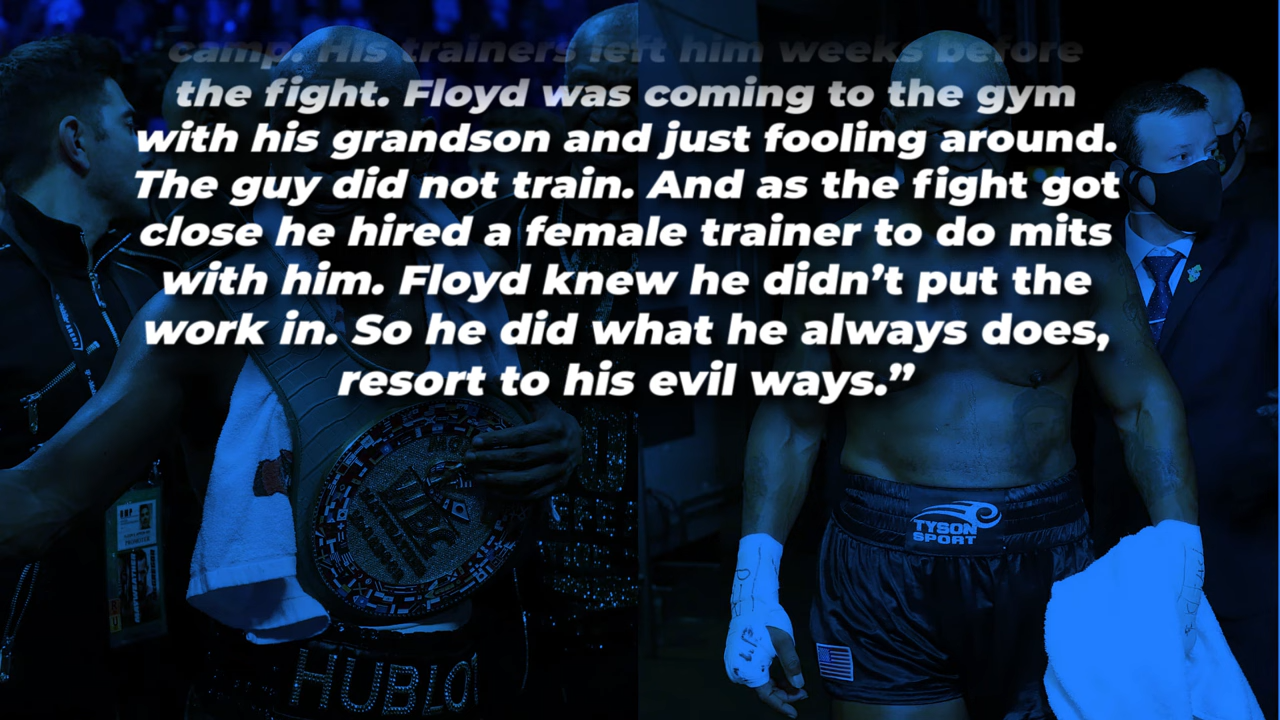 camp. His trainers left him weeks before
the fight. Floyd was coming to the gym
with his grandson and just fooling around.
The guy did not train. And as the fight got
close he hired a female trainer to do mits
with him. Floyd knew he didn’t put the
work in. So he did what he always does,
resort to his evil ways.”
WBC
TYSON
SPORT
HUBLO